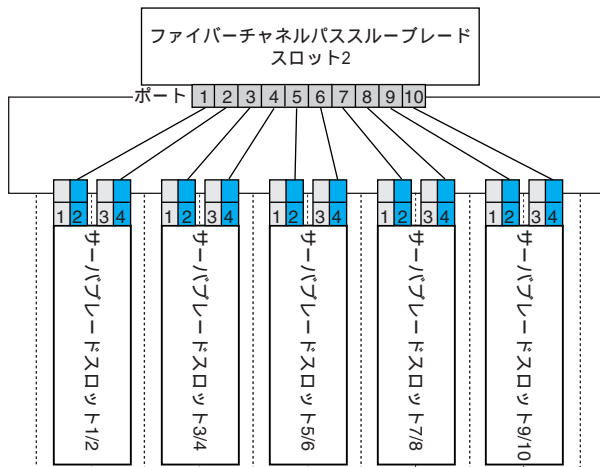 ファイバーチャネルパススルーブレード
スロット2
ポート 1 2 3 4 5 6 7 8 9 10
1 2 3 4 1 2 3 4 1 2 3 4 1 2 3 4 1 2 3 4
サーバブレードスロット1/2
サーバブレードスロット3/4
サーバブレードスロット5/6
サーバブレードスロット7/8
サーバブレードスロット9/10